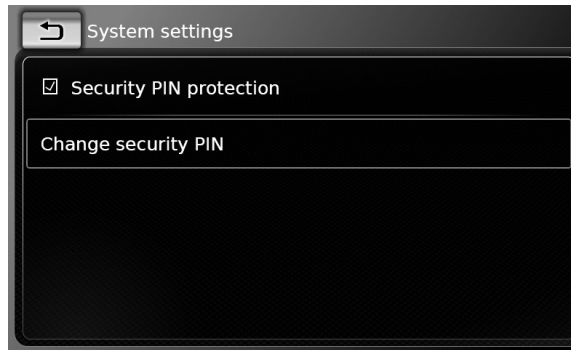 System settings
Security PIN protection
Change security PIN